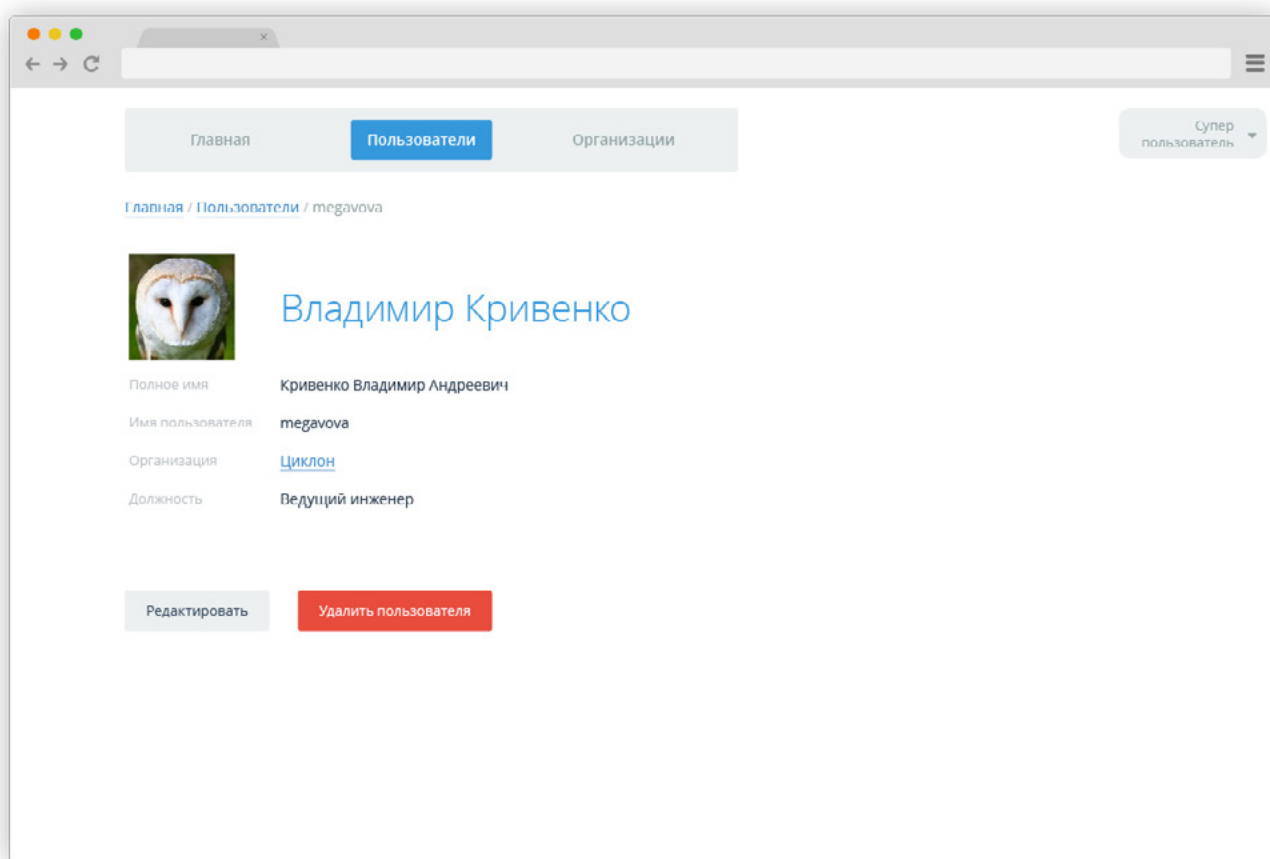 Главная Пользователи Организации
Супер
пользователь
Главная / Пользователи / megavova
Владимир Кривенко
Полное имя Кривенко Владимир Андреевич
Имя пользователя megavova
Организация Циклон
Должность Ведущий инженер
Редактировать Удалить пользователя